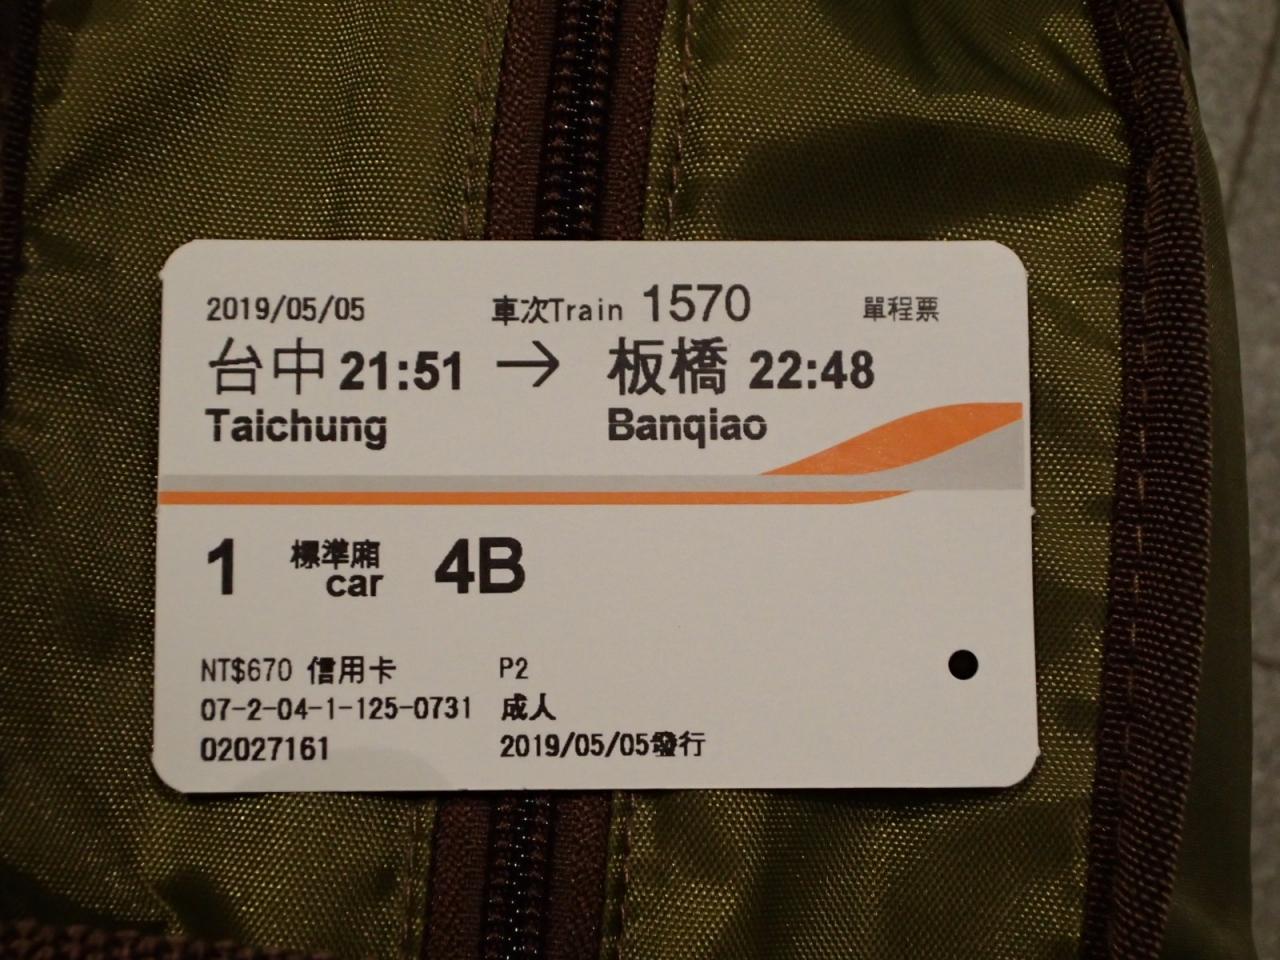 2019/05/05 車次Train 1570 單程票
台中 21:51 → 板橋 22:48
Taichung Banqiao
1 標準廂 car 4B
NT$670 信用卡 P2
07-2-04-1-125-0731 成人
02027161 2019/05/05發行